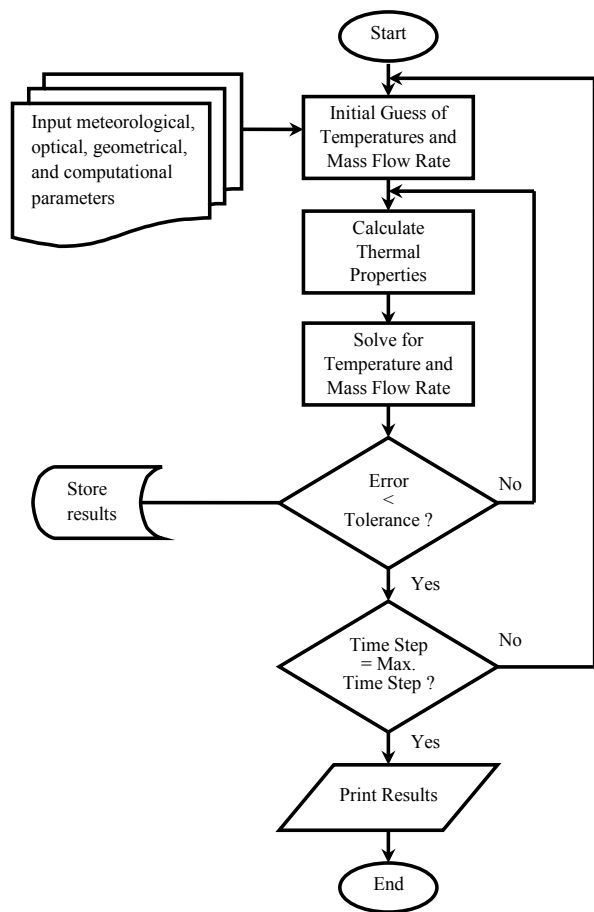 Start
Input meteorological,
optical, geometrical,
and computational
parameters
Initial Guess of
Temperatures and
Mass Flow Rate
Calculate
Thermal
Properties
Solve for
Temperature and
Mass Flow Rate
Store
results
Error
<
Tolerance ?
No
Yes
Time Step
= Max.
Time Step ?
No
Yes
Print Results
End